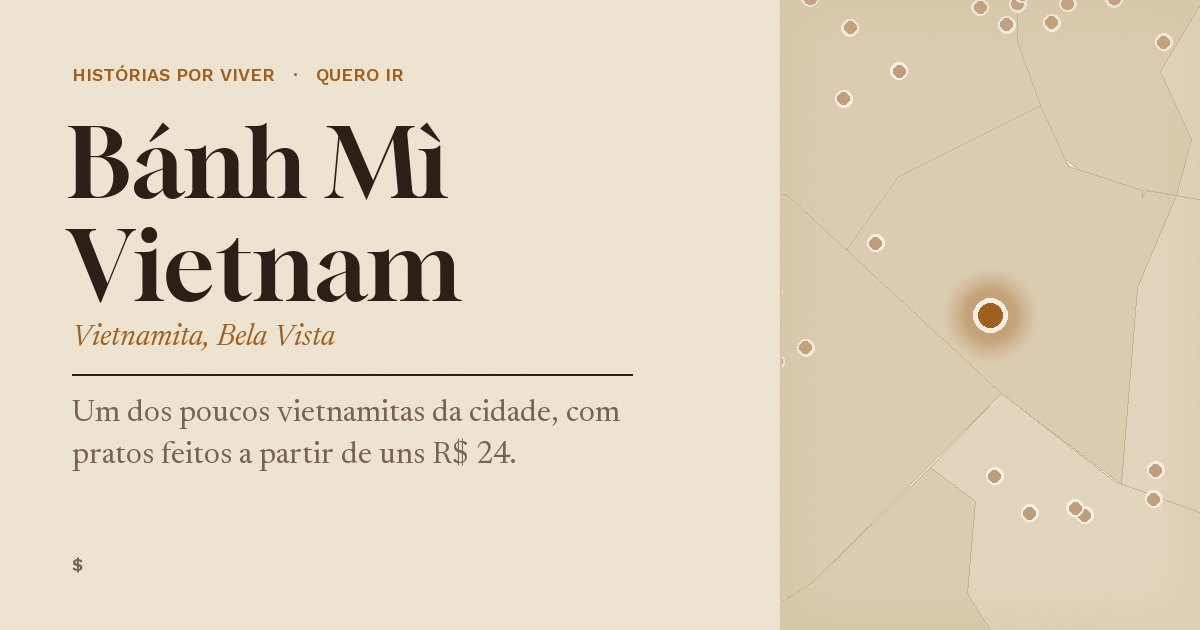 HISTÓRIAS POR VIVER · QUERO IR
Bánh Mì
Vietnam
Vietnamita, Bela Vista
Um dos poucos vietnamitas da cidade, com
pratos feitos a partir de uns R$ 24.
$